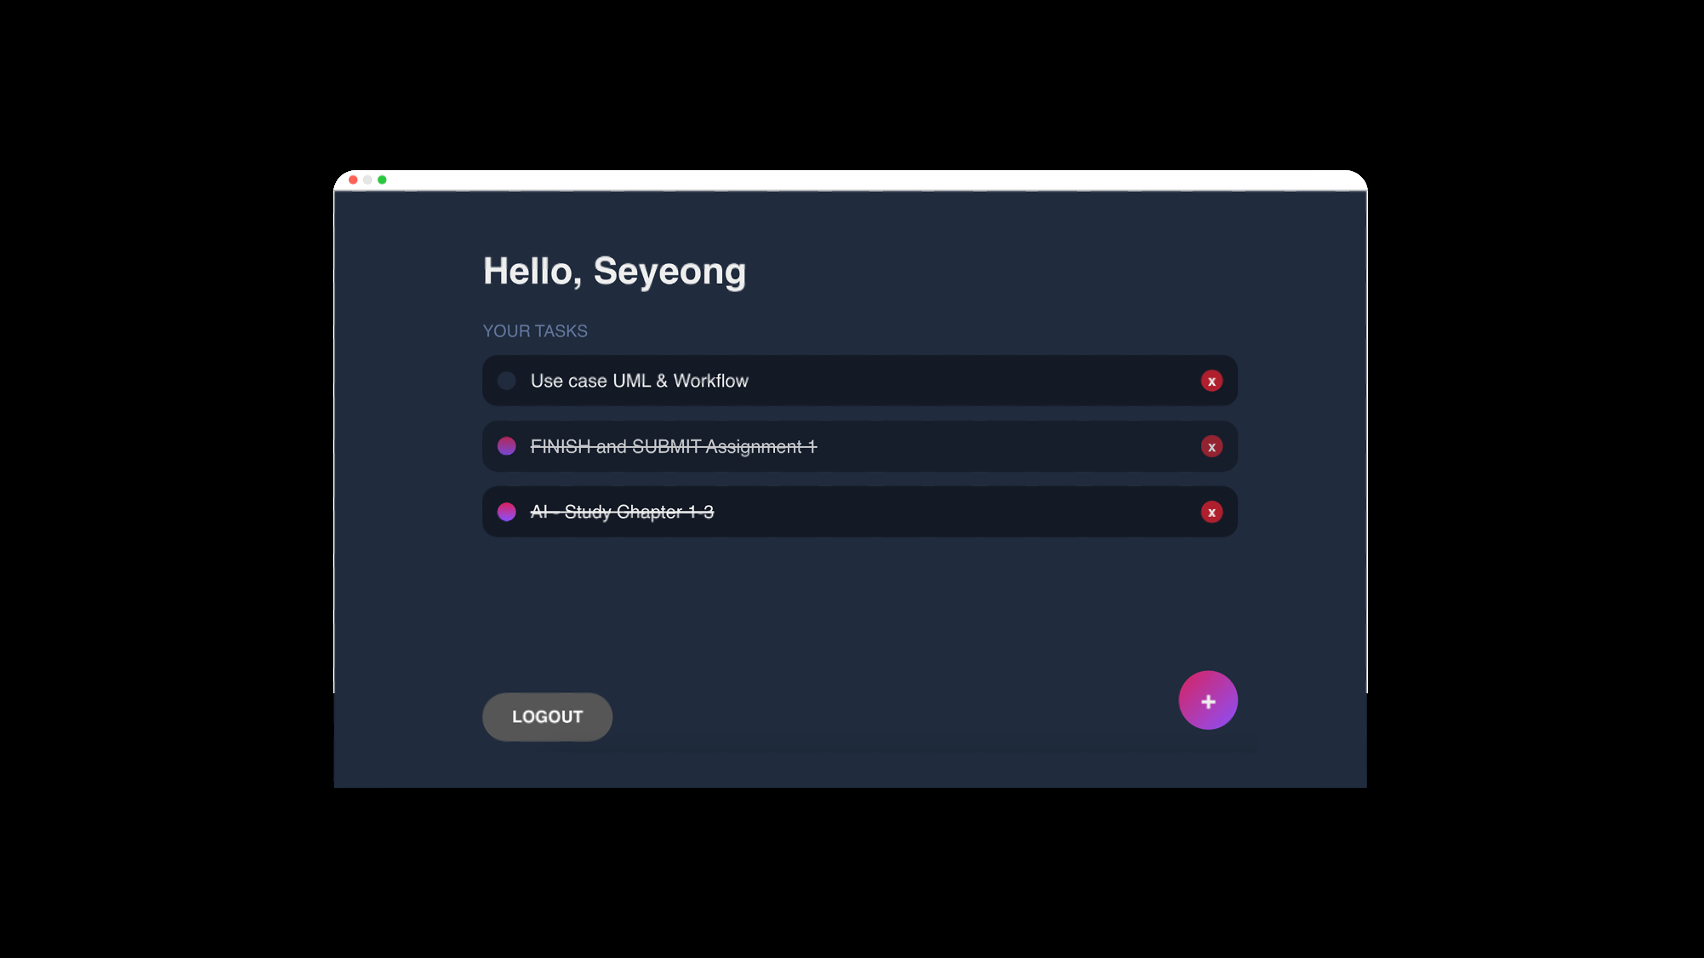 Hello, Seyeong
YOUR TASKS
Use case UML & Workflow
x
FINISH and SUBMIT Assignment 1
x
AI - Study Chapter 1-3
x
LOGOUT
+